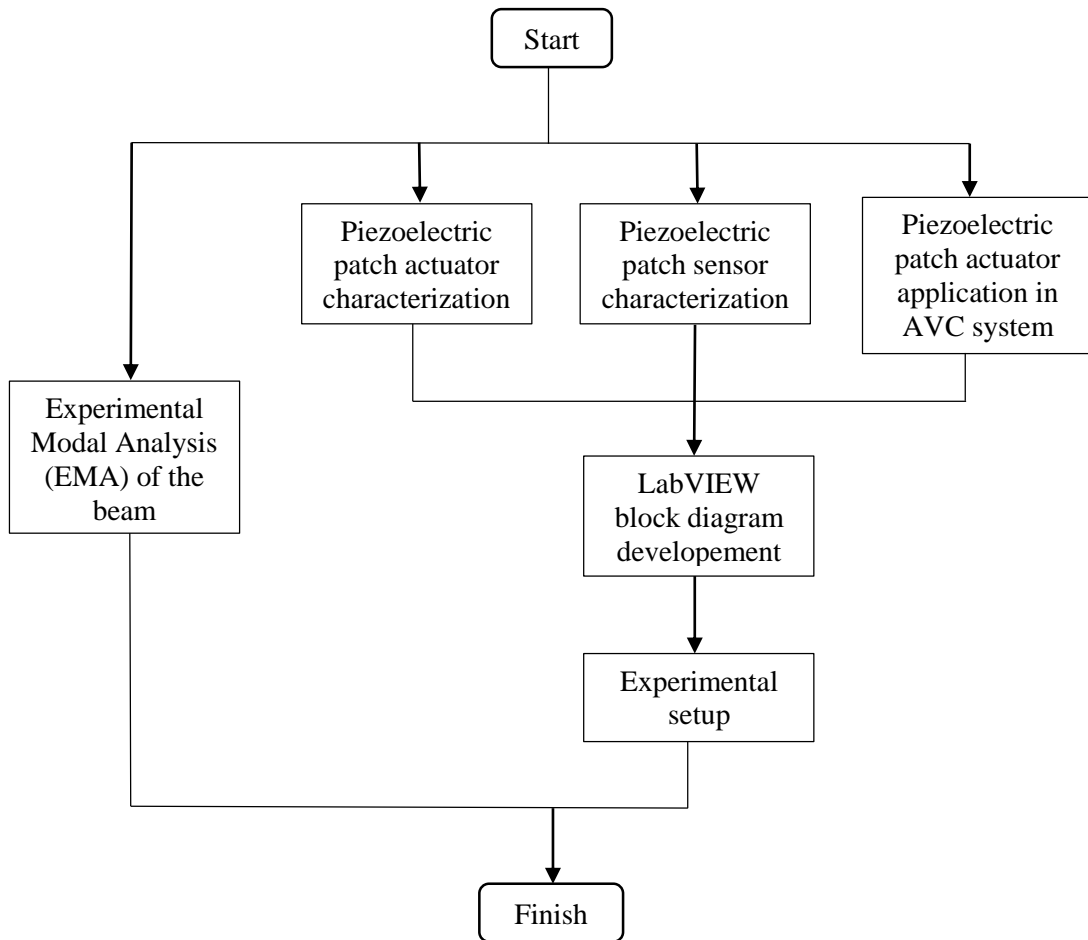 Start
Piezoelectric
patch actuator
characterization
Piezoelectric
patch sensor
characterization
Piezoelectric
patch actuator
application in
AVC system
Experimental
Modal Analysis
(EMA) of the
beam
LabVIEW
block diagram
developement
Experimental
setup
Finish